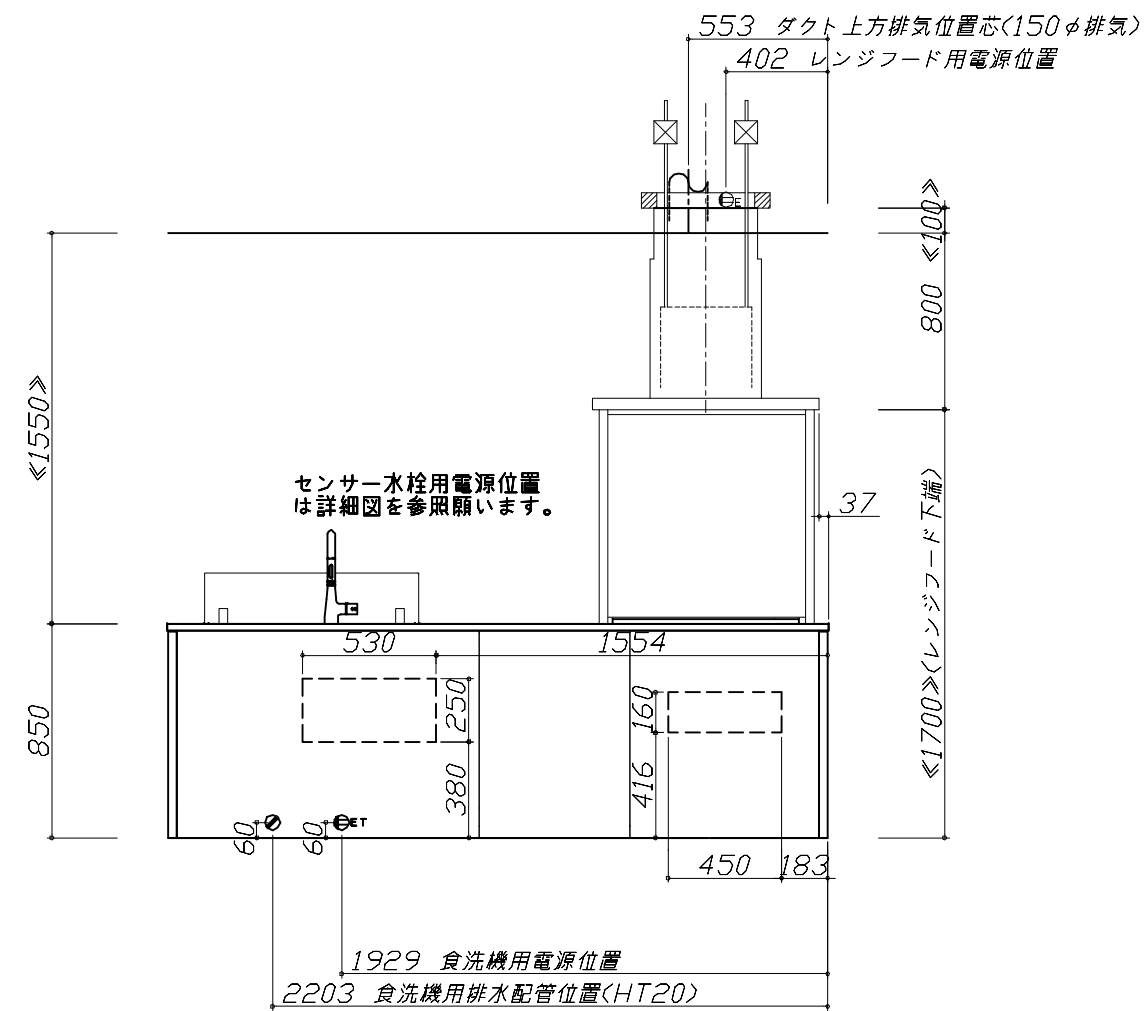 553 ダクト上方排気位置芯(150φ排気)
402 レンジフード用電源位置
E
≪100≫
800
≪1550≫
センサー水栓用電源位置
は詳細図を参照願います。
37
≪1700≫(レンジフード下端)
530
1554
250
160
850
380
416
60
60
ET
450
183
1929 食洗機用電源位置
2203 食洗機用排水配管位置(HT20)